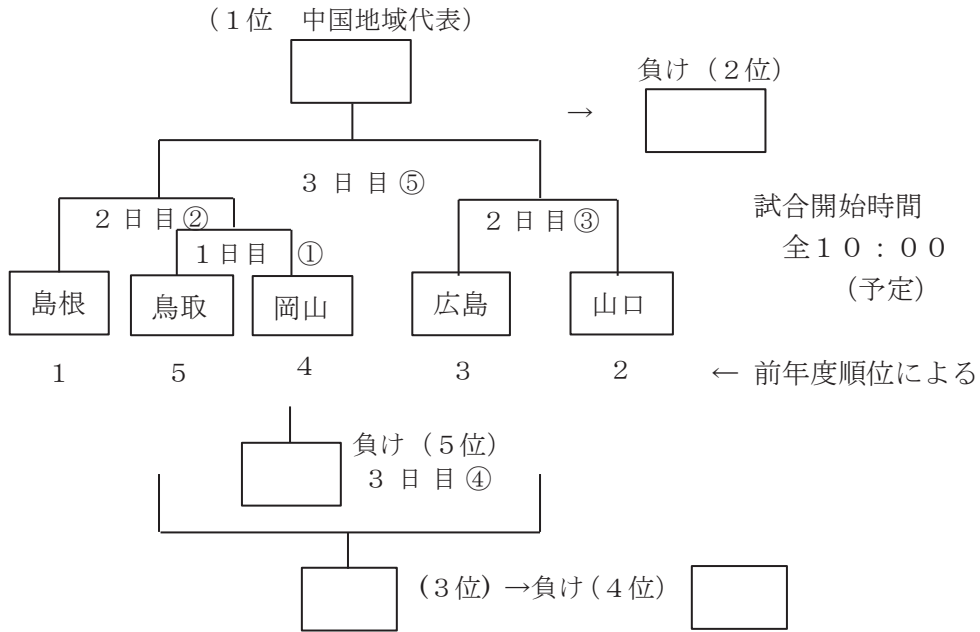 (１位　中国地域代表)
負け（２位）
→
３日目⑤
試合開始時間
２日目②
２日目③
全１０：００
１日目　①
(予定)
島根　鳥取　岡山　広島　山口
１　５　４　３　２　← 前年度順位による
負け（５位）
３日目④
(３位) →負け(４位)